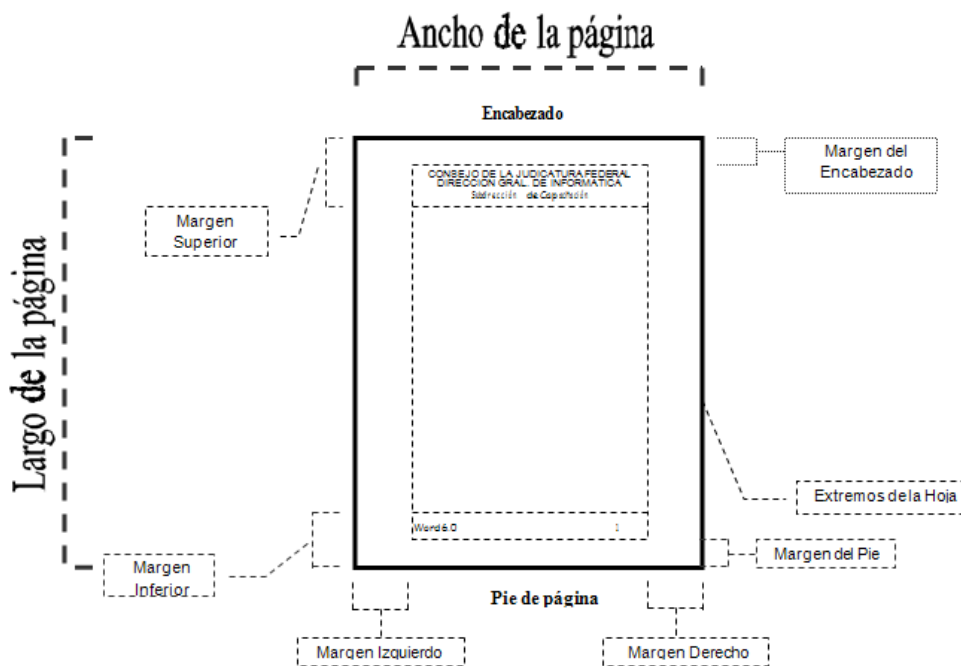 Ancho de la página
Encabezado
Margen del
Encabezado
CONSEJO DE LA JUDICATURA FEDERAL
DIRECCION GRAL. DE INFORMATICA
Subdirección de Capacitación
Margen
Superior
Largo de la página
Extremos de la Hoja
Word 6.0 1
Margen del Pie
Margen
Inferior
Pie de página
Margen Izquierdo
Margen Derecho